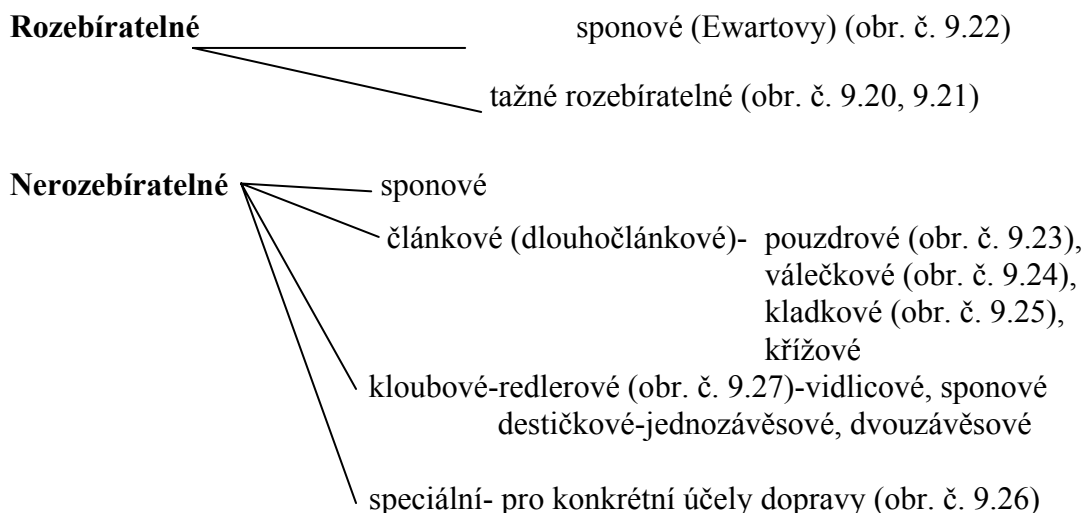 Rozebíratelné sponové (Ewartovy) (obr. č. 9.22)
tažné rozebíratelné (obr. č. 9.20, 9.21)
Nerozebíratelné sponové
článkové (dlouhočlánkové)- pouzdrové (obr. č. 9.23),
válečkové (obr. č. 9.24),
kladkové (obr. č. 9.25),
křížové
kloubové-redlerové (obr. č. 9.27)-vidlicové, sponové
destičkové-jednozávěsové, dvouzávěsové
speciální- pro konkrétní účely dopravy (obr. č. 9.26)